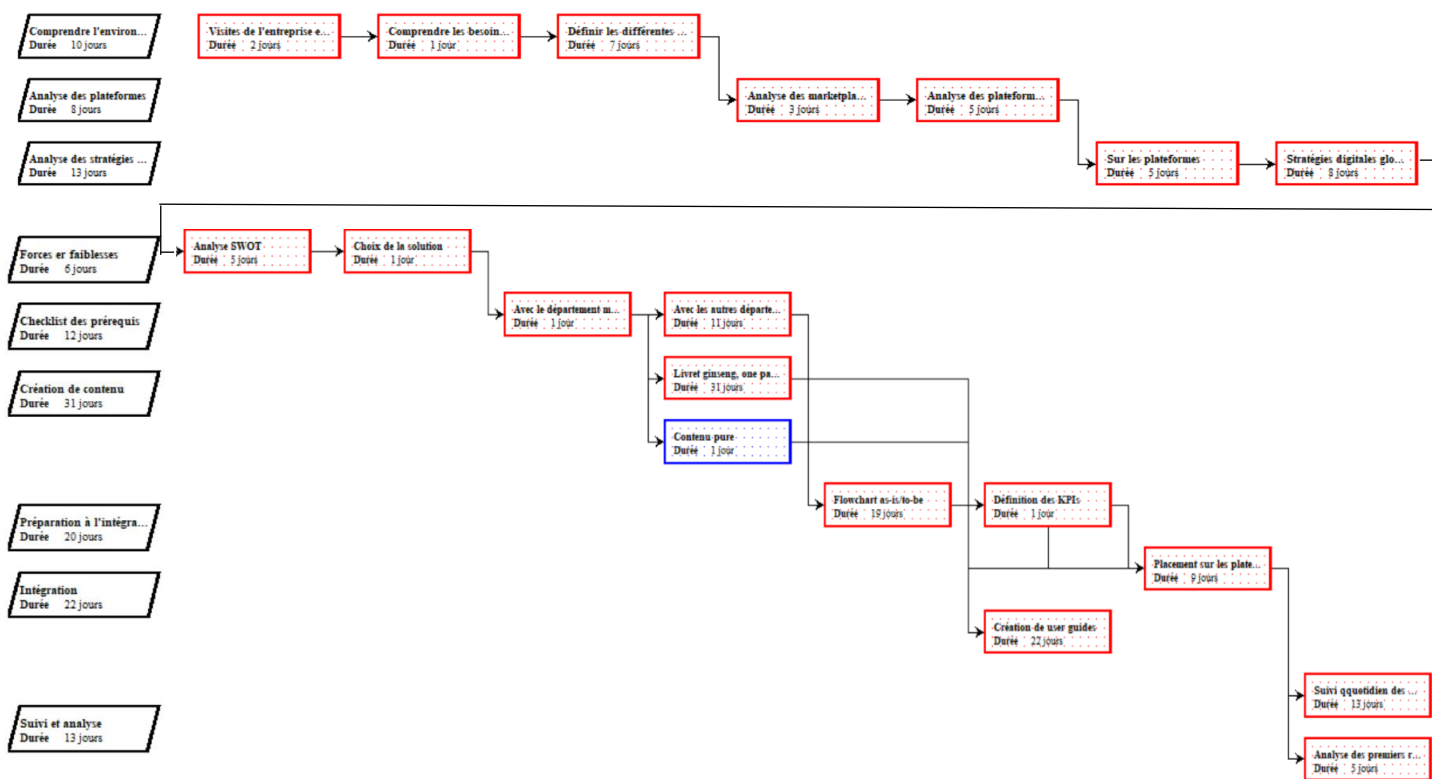 Comprendre l'environ...
Durée 10 jours
Visites de l'entreprise e...
Durée 2 jours
Comprendre les besoin...
Durée 1 jour
Définir les différentes ...
Durée 7 jours
Analyse des plateformes
Durée 8 jours
Analyse des marketpla...
Durée 3 jours
Analyse des plateform...
Durée 5 jours
Analyse des stratégies ...
Durée 13 jours
Sur les plateformes
Durée 5 jours
Stratégies digitales glo...
Durée 8 jours
Forces er faiblesses
Durée 6 jours
Analyse SWOT
Durée 5 jours
Choix de la solution
Durée 1 jour
Checklist des prérequis
Durée 12 jours
Avec le département m...
Durée 1 jour
Avec les autres départe...
Durée 11 jours
Création de contenu
Durée 31 jours
Livret ginseng, one pa...
Durée 31 jours
Contenu pure
Durée 1 jour
Préparation à l'intégra...
Durée 20 jours
Flowchart as-is/to-be
Durée 19 jours
Définition des KPIs
Durée 1 jour
Intégration
Durée 22 jours
Placement sur les plate...
Durée 9 jours
Création de user guides
Durée 22 jours
Suivi et analyse
Durée 13 jours
Suivi qquotidien des ...
Durée 13 jours
Analyse des premiers r...
Durée 5 jours